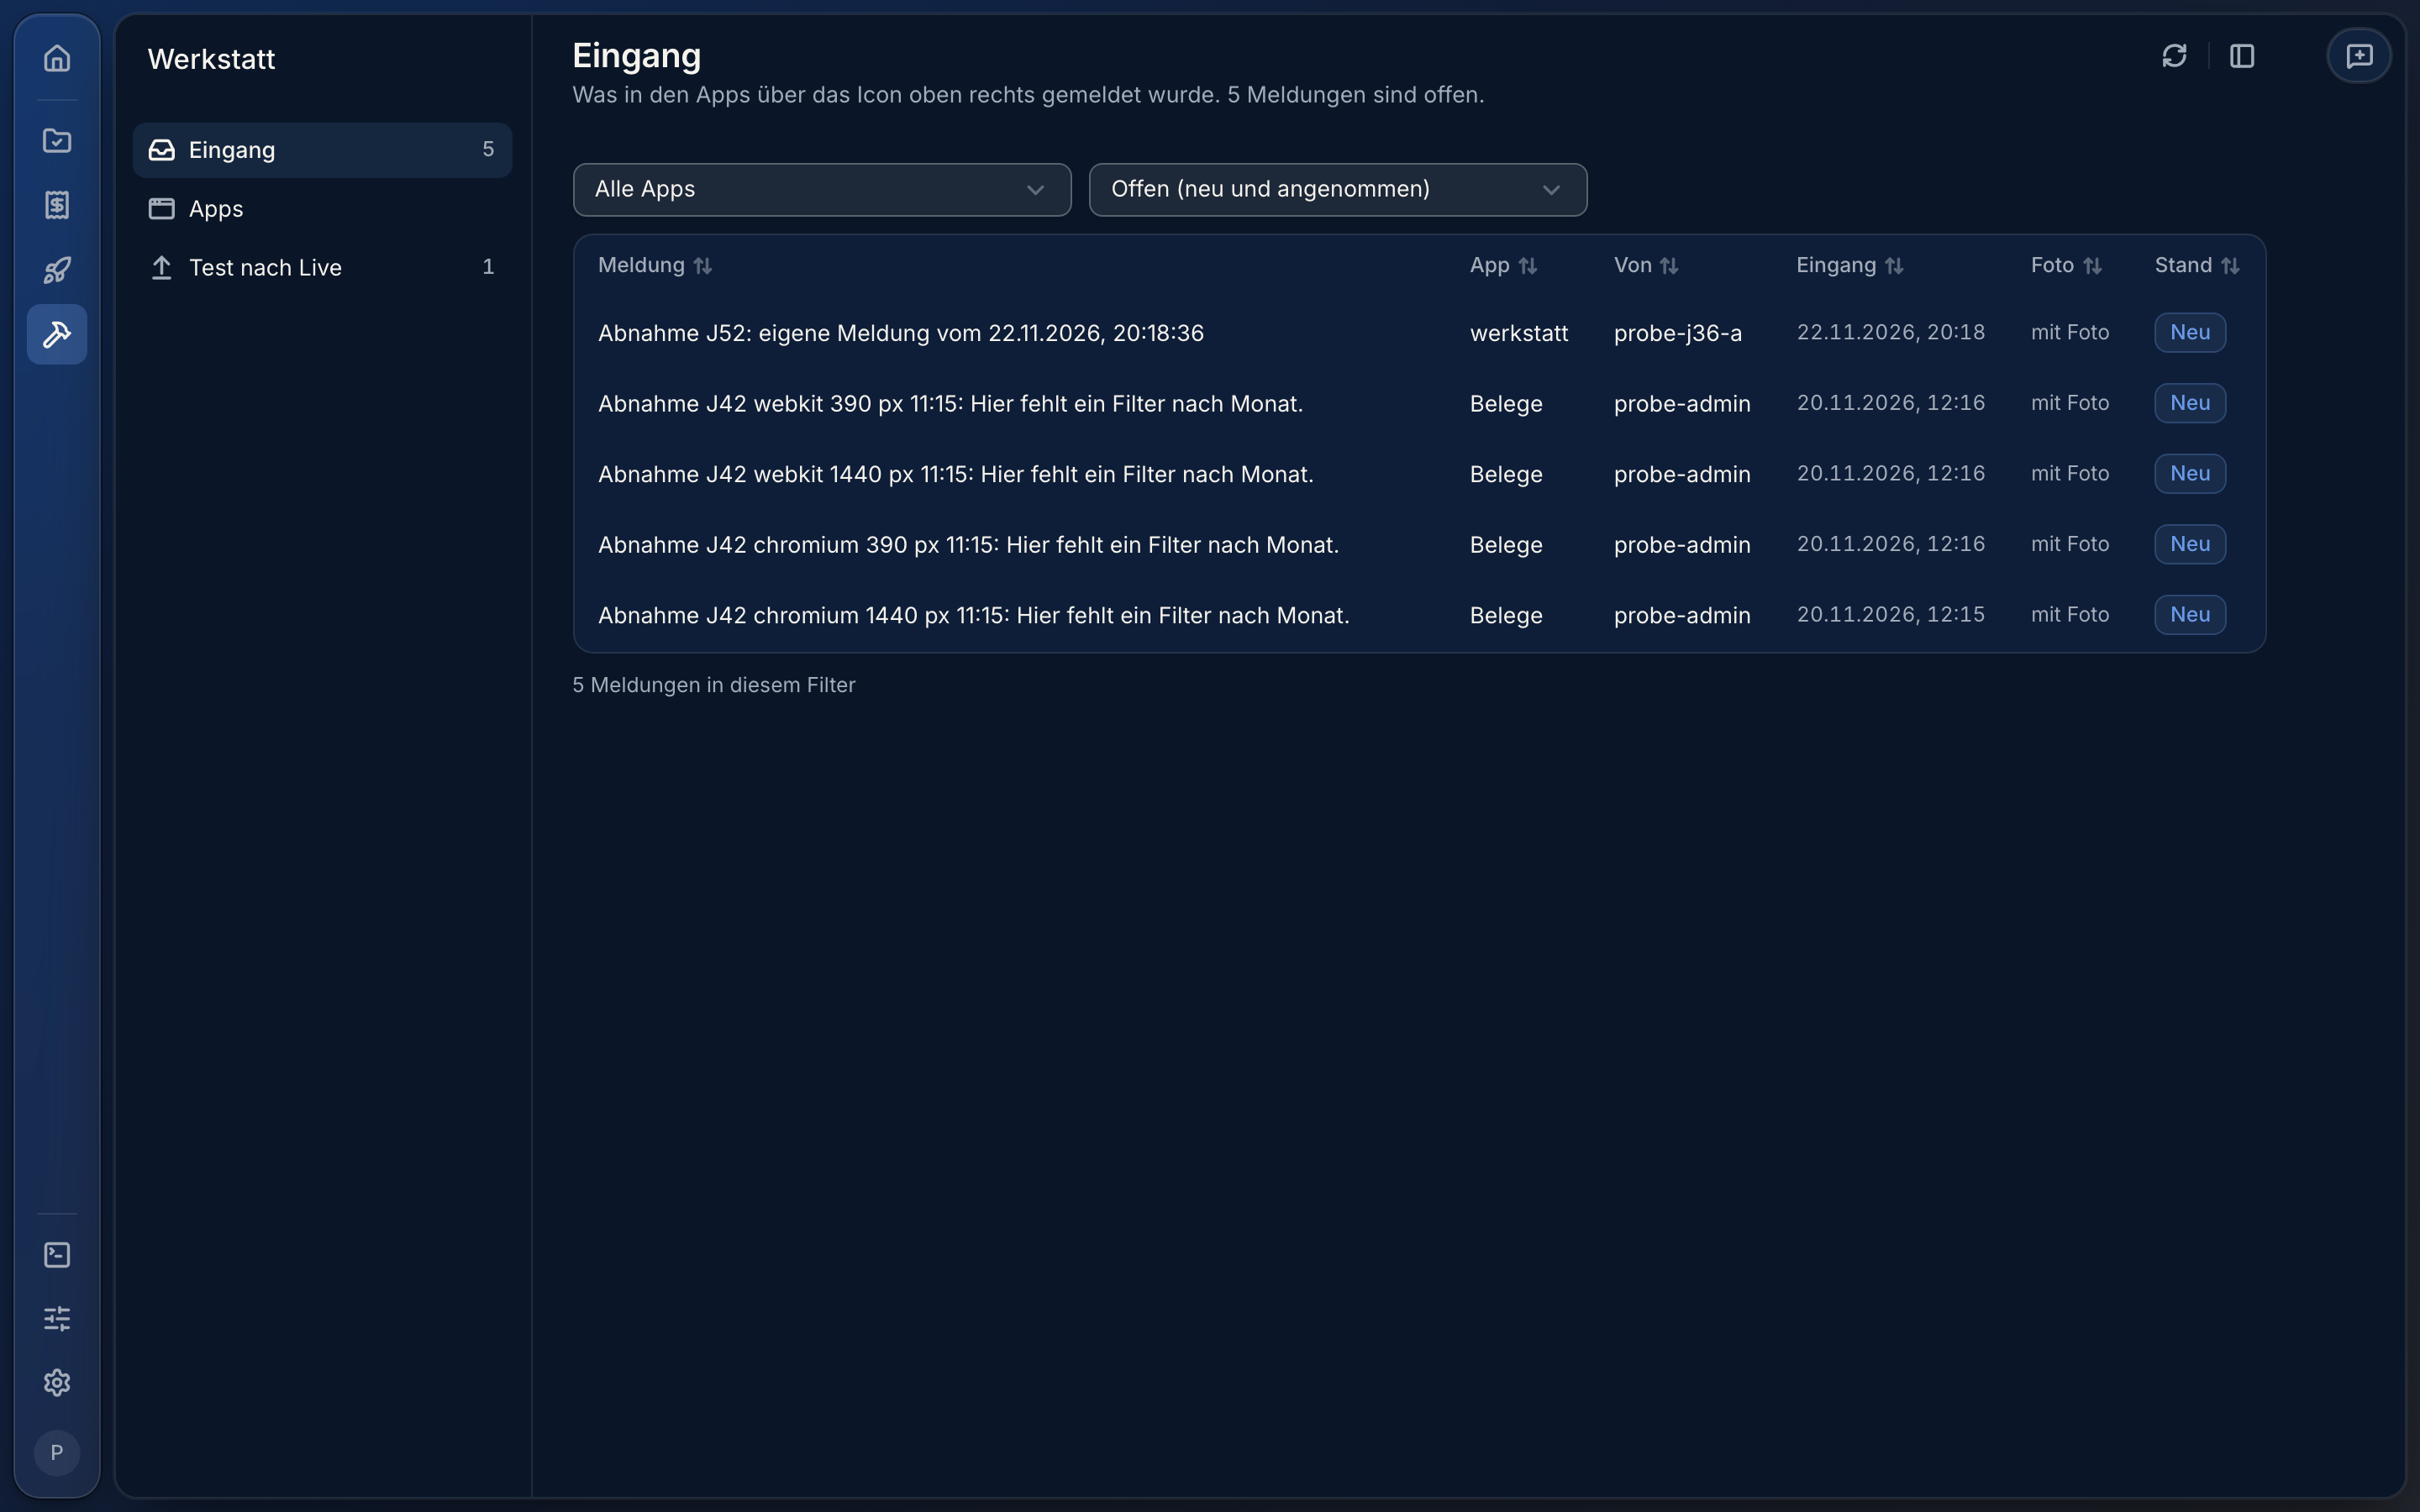 Werkstatt
Eingang 5
Apps
Test nach Live 1
P
Eingang
Was in den Apps über das Icon oben rechts gemeldet wurde. 5 Meldungen sind offen.
Alle Apps Offen (neu und angenommen)
Meldung App Von Eingang Foto Stand
Abnahme J52: eigene Meldung vom 22.11.2026, 20:18:36 werkstatt probe-j36-a 22.11.2026, 20:18 mit Foto Neu
Abnahme J42 webkit 390 px 11:15: Hier fehlt ein Filter nach Monat. Belege probe-admin 20.11.2026, 12:16 mit Foto Neu
Abnahme J42 webkit 1440 px 11:15: Hier fehlt ein Filter nach Monat. Belege probe-admin 20.11.2026, 12:16 mit Foto Neu
Abnahme J42 chromium 390 px 11:15: Hier fehlt ein Filter nach Monat. Belege probe-admin 20.11.2026, 12:16 mit Foto Neu
Abnahme J42 chromium 1440 px 11:15: Hier fehlt ein Filter nach Monat. Belege probe-admin 20.11.2026, 12:15 mit Foto Neu
5 Meldungen in diesem Filter